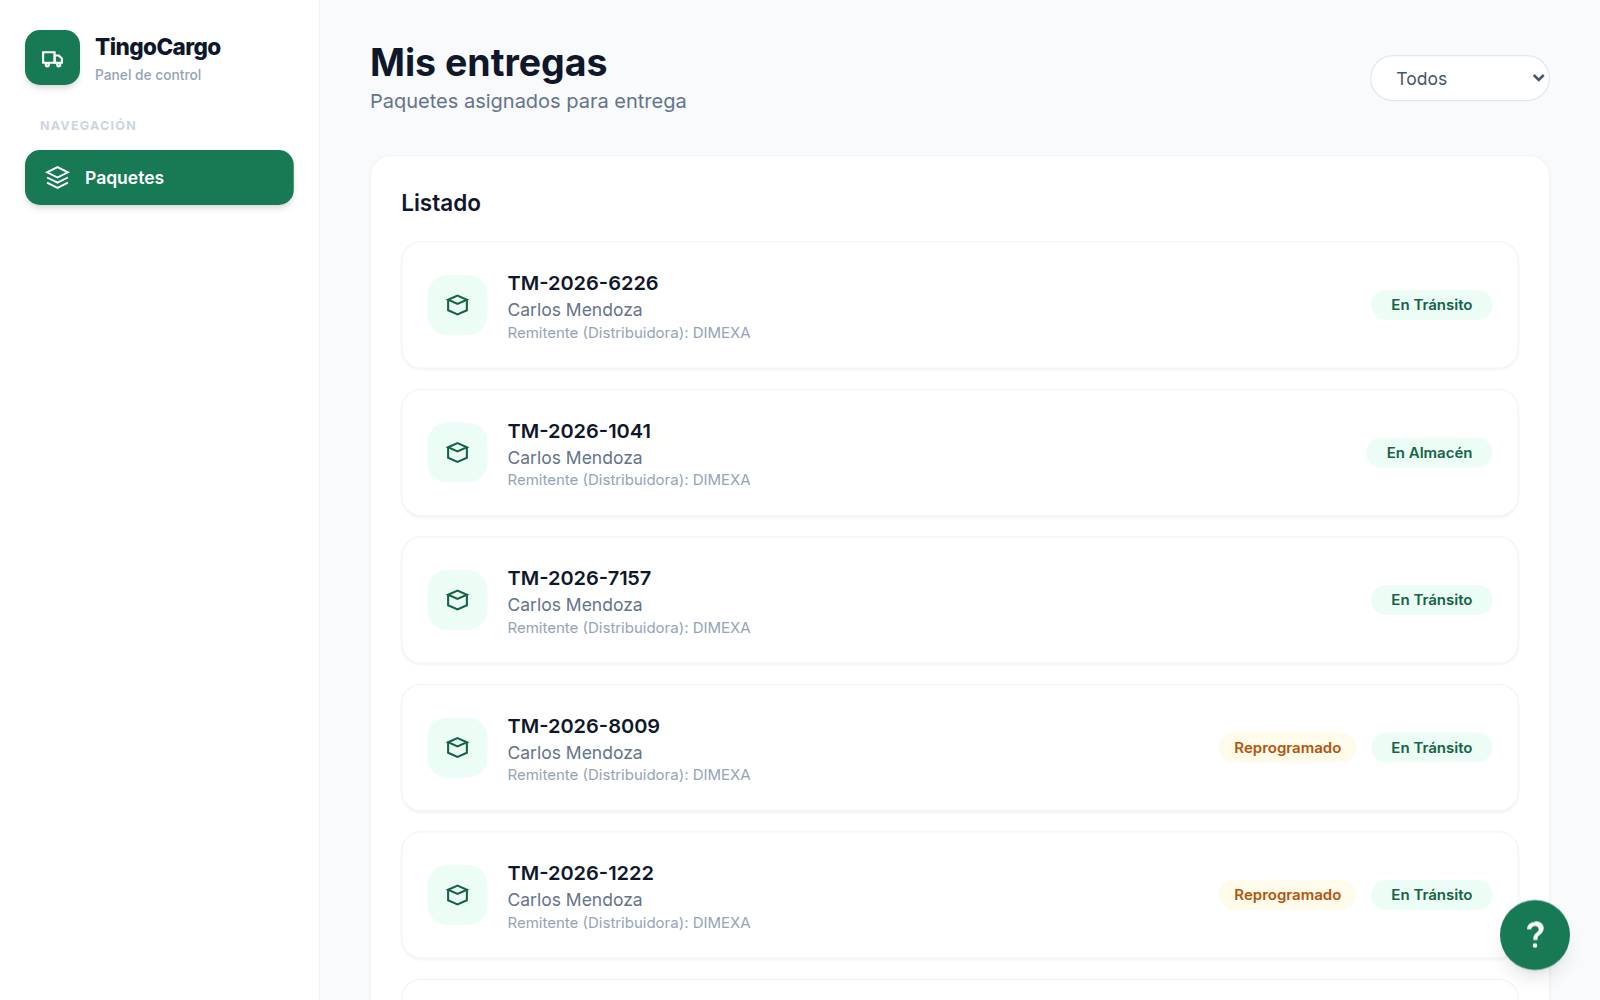 TingoCargo
Panel de control
NAVEGACIÓN
Paquetes
Mis entregas
Paquetes asignados para entrega
Todos
Listado
TM-2026-6226
Carlos Mendoza
Remitente (Distribuidora): DIMEXA
En Tránsito
TM-2026-1041
Carlos Mendoza
Remitente (Distribuidora): DIMEXA
En Almacén
TM-2026-7157
Carlos Mendoza
Remitente (Distribuidora): DIMEXA
En Tránsito
TM-2026-8009
Carlos Mendoza
Remitente (Distribuidora): DIMEXA
Reprogramado
En Tránsito
TM-2026-1222
Carlos Mendoza
Remitente (Distribuidora): DIMEXA
Reprogramado
En Tránsito
?